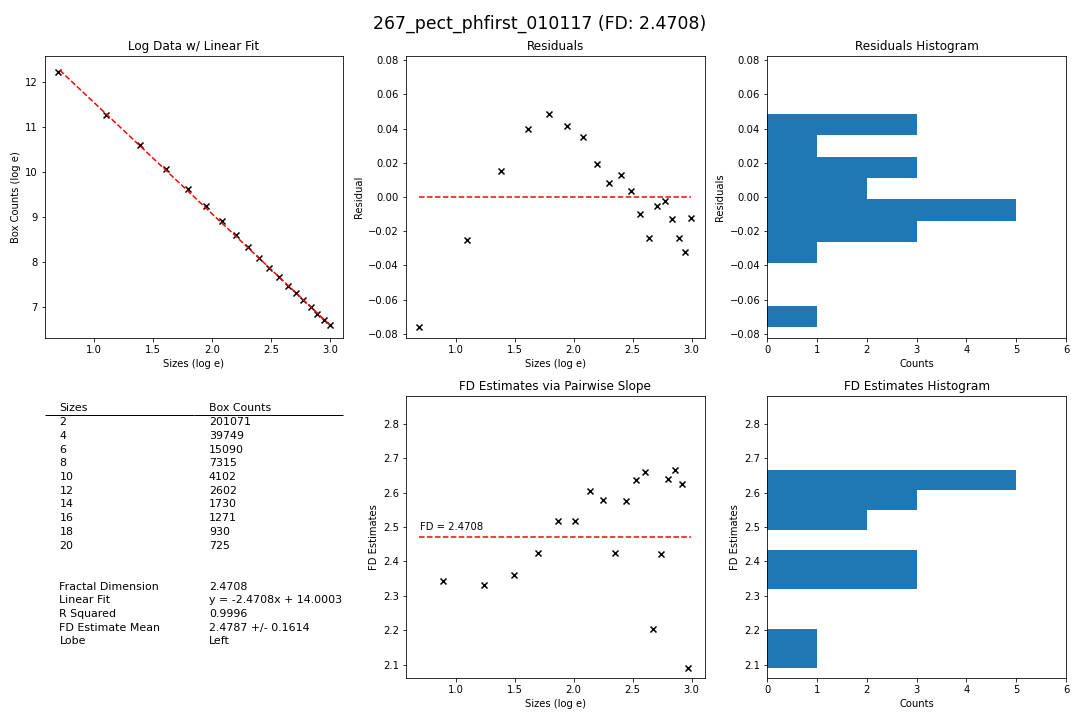 267_pect_phfirst_010117 (FD: 2.4708)
Log Data w/ Linear Fit
12
11
10
9
8
7
Box Counts (log e)
1.0 1.5 2.0 2.5 3.0
Sizes (log e)
Residuals
0.08
0.06
0.04
0.02
0.00
−0.02
−0.04
−0.06
−0.08
Residual
1.0 1.5 2.0 2.5 3.0
Sizes (log e)
Residuals Histogram
0.08
0.06
0.04
0.02
0.00
−0.02
−0.04
−0.06
−0.08
Residuals
0 1 2 3 4 5 6
Counts
Sizes Box Counts
2 201071
4 39749
6 15090
8 7315
10 4102
12 2602
14 1730
16 1271
18 930
20 725
Fractal Dimension 2.4708
Linear Fit y = -2.4708x + 14.0003
R Squared 0.9996
FD Estimate Mean 2.4787 +/- 0.1614
Lobe Left
FD Estimates via Pairwise Slope
2.8
2.7
2.6
2.5
2.4
2.3
2.2
2.1
FD Estimates
FD = 2.4708
1.0 1.5 2.0 2.5 3.0
Sizes (log e)
FD Estimates Histogram
2.8
2.7
2.6
2.5
2.4
2.3
2.2
2.1
FD Estimates
0 1 2 3 4 5 6
Counts